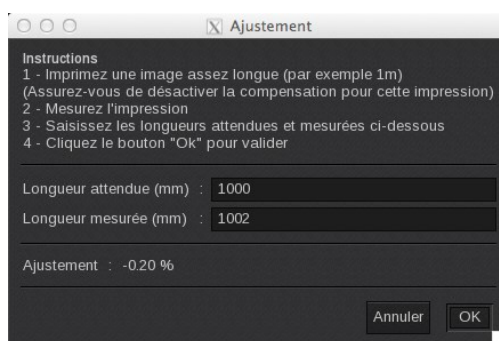 Ajustement
Instructions
1 - Imprimez une image assez longue (par exemple 1m)
(Assurez-vous de désactiver la compensation pour cette impression)
2 - Mesurez l'impression
3 - Saisissez les longueurs attendues et mesurées ci-dessous
4 - Cliquez le bouton "Ok" pour valider
Longueur attendue (mm) : 1000
Longueur mesurée (mm) : 1002
Ajustement : -0.20 %
Annuler OK